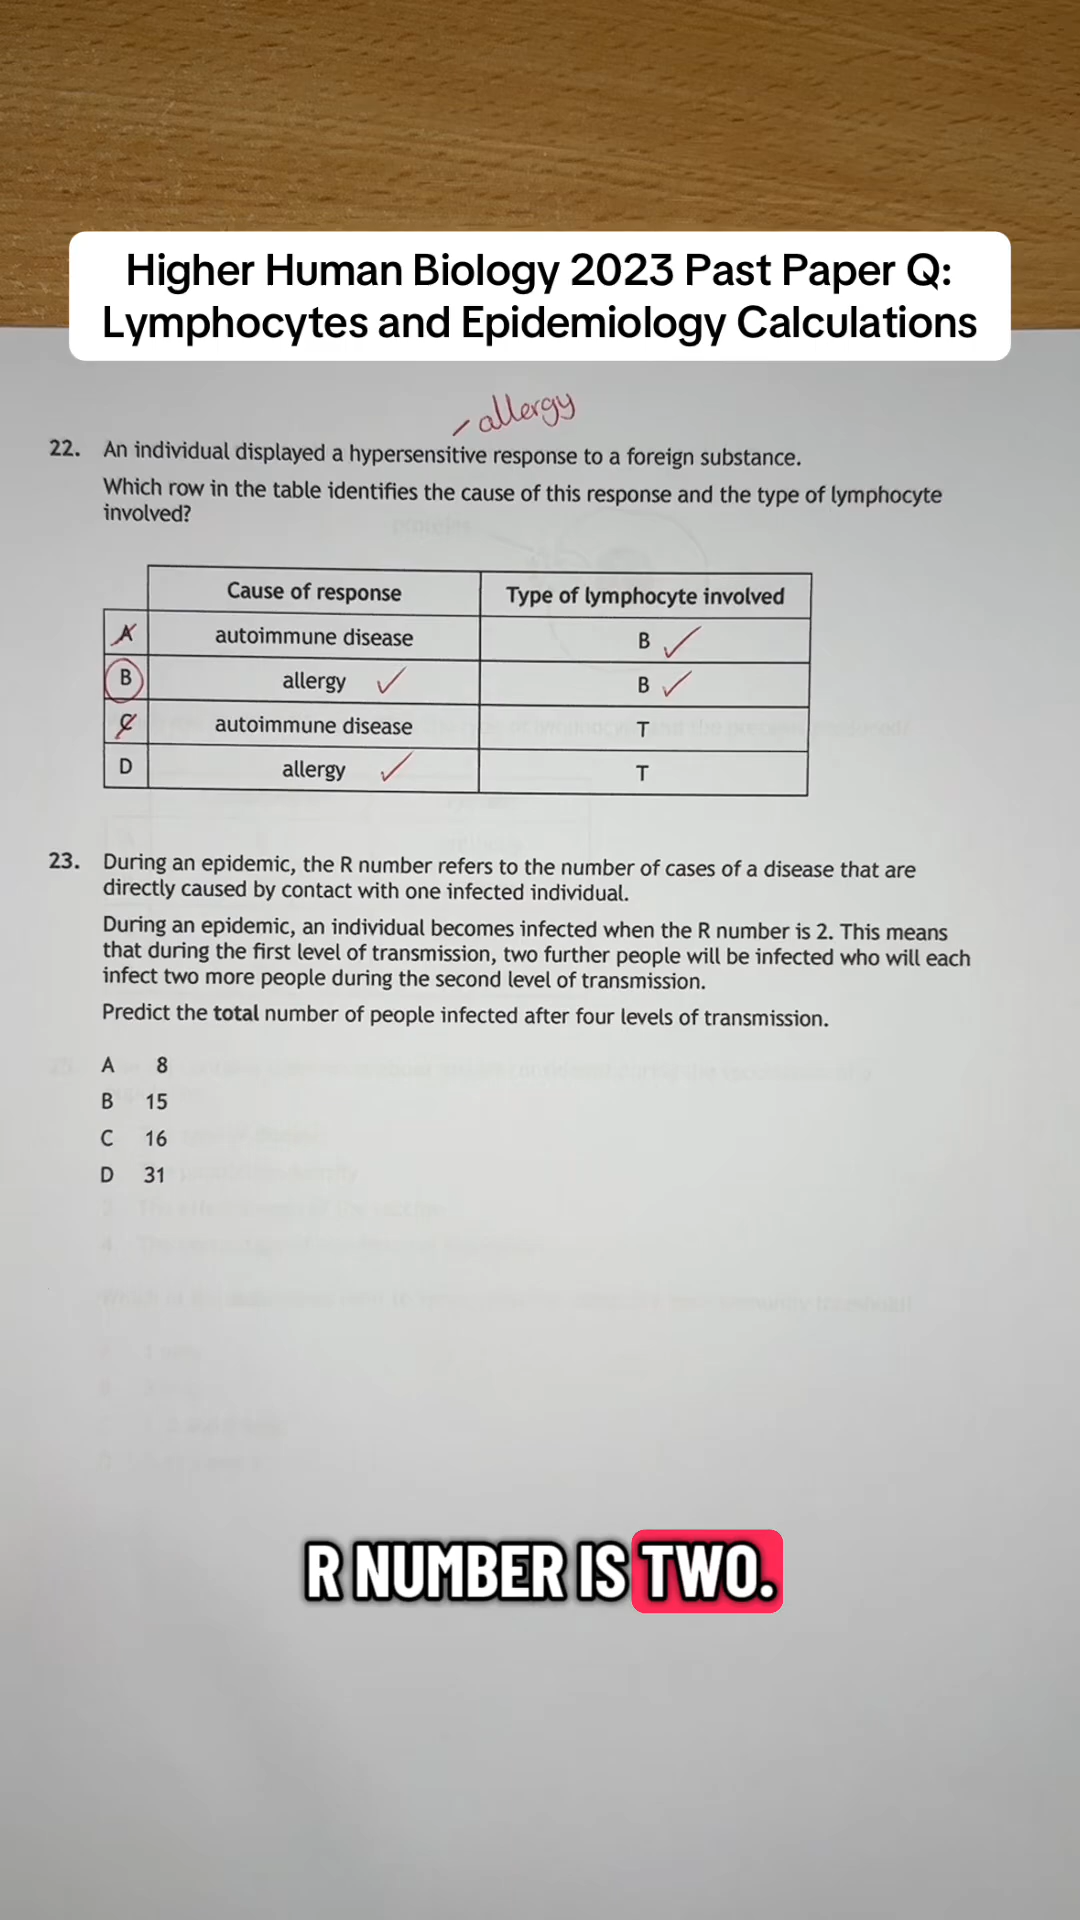 Higher Human Biology 2023 Past Paper Q:
Lymphocytes and Epidemiology Calculations
allergy
22. An individual displayed a hypersensitive response to a foreign substance.
Which row in the table identifies the cause of this response and the type of lymphocyte
involved?
Cause of response Type of lymphocyte involved
A autoimmune disease B ✓
B allergy ✓ B ✓
C autoimmune disease T
D allergy ✓ T
23. During an epidemic, the R number refers to the number of cases of a disease that are
directly caused by contact with one infected individual.
During an epidemic, an individual becomes infected when the R number is 2. This means
that during the first level of transmission, two further people will be infected who will each
infect two more people during the second level of transmission.
Predict the total number of people infected after four levels of transmission.
A 8
B 15
C 16
D 31
R NUMBER IS TWO.